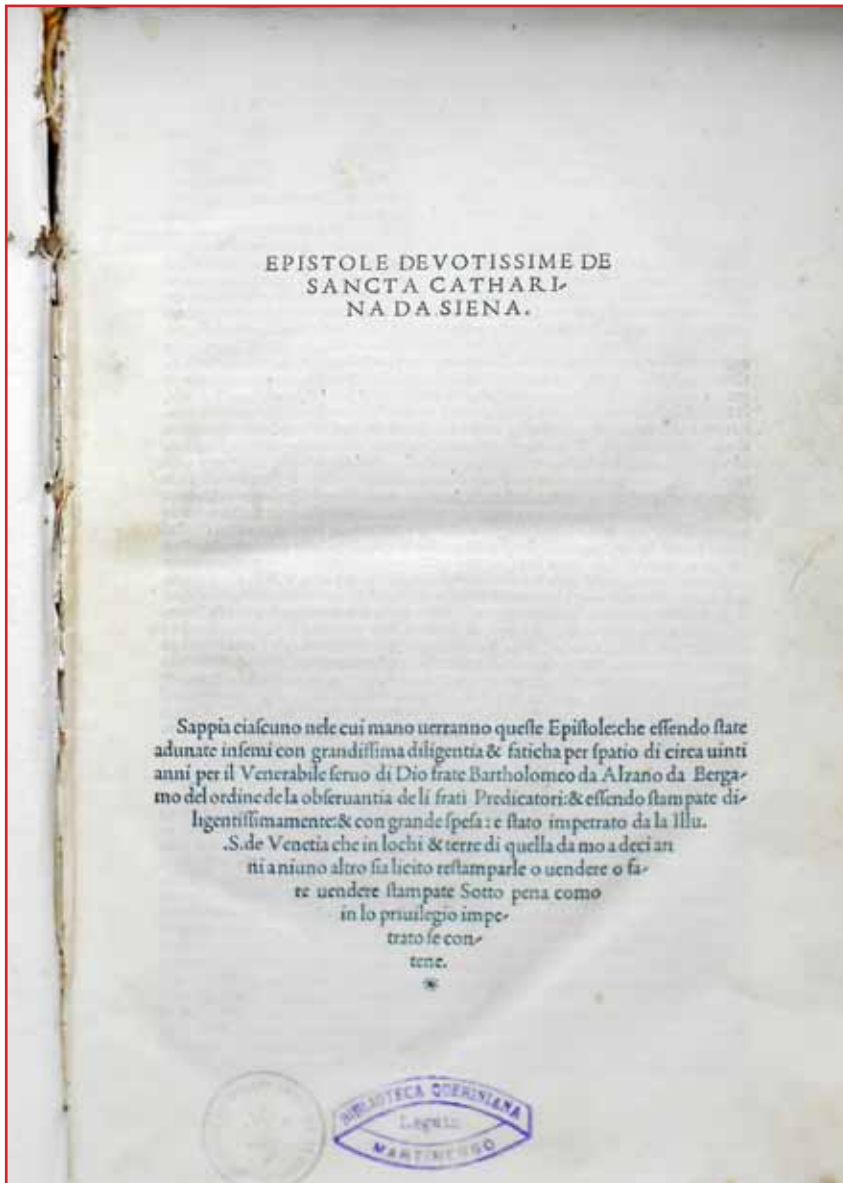 EPISTOLE DEVOTISSIME DE
SANCTA CATHARI-
NA DA SIENA.
Sappia ciaſcuno nele cui mano uerranno queſte Epiſtole:che eſſendo ſtate
adunate inſemi con grandiſſima diligentia & faticha per ſpatio di circa uinti
anni per il Venerabile ſeruo di Dio frate Bartholomeo da Alzano da Berga-
mo del ordine de la obſeruantia de li frati Predicatori:& eſſendo ſtampate di-
ligentiſſimamente:& con grande ſpeſa: e ſtato impetrato da la Illu.
.S. de Venetia che in lochi & terre di quella da mo a deci an
ni a niuno altro ſia licito reſtamparle o uendere o fa-
re uendere ſtampate Sotto pena como
in lo priuilegio impe-
trato ſe con-
tene.
*
BIBLIOTECA QUERINIANA
MARTINENGO